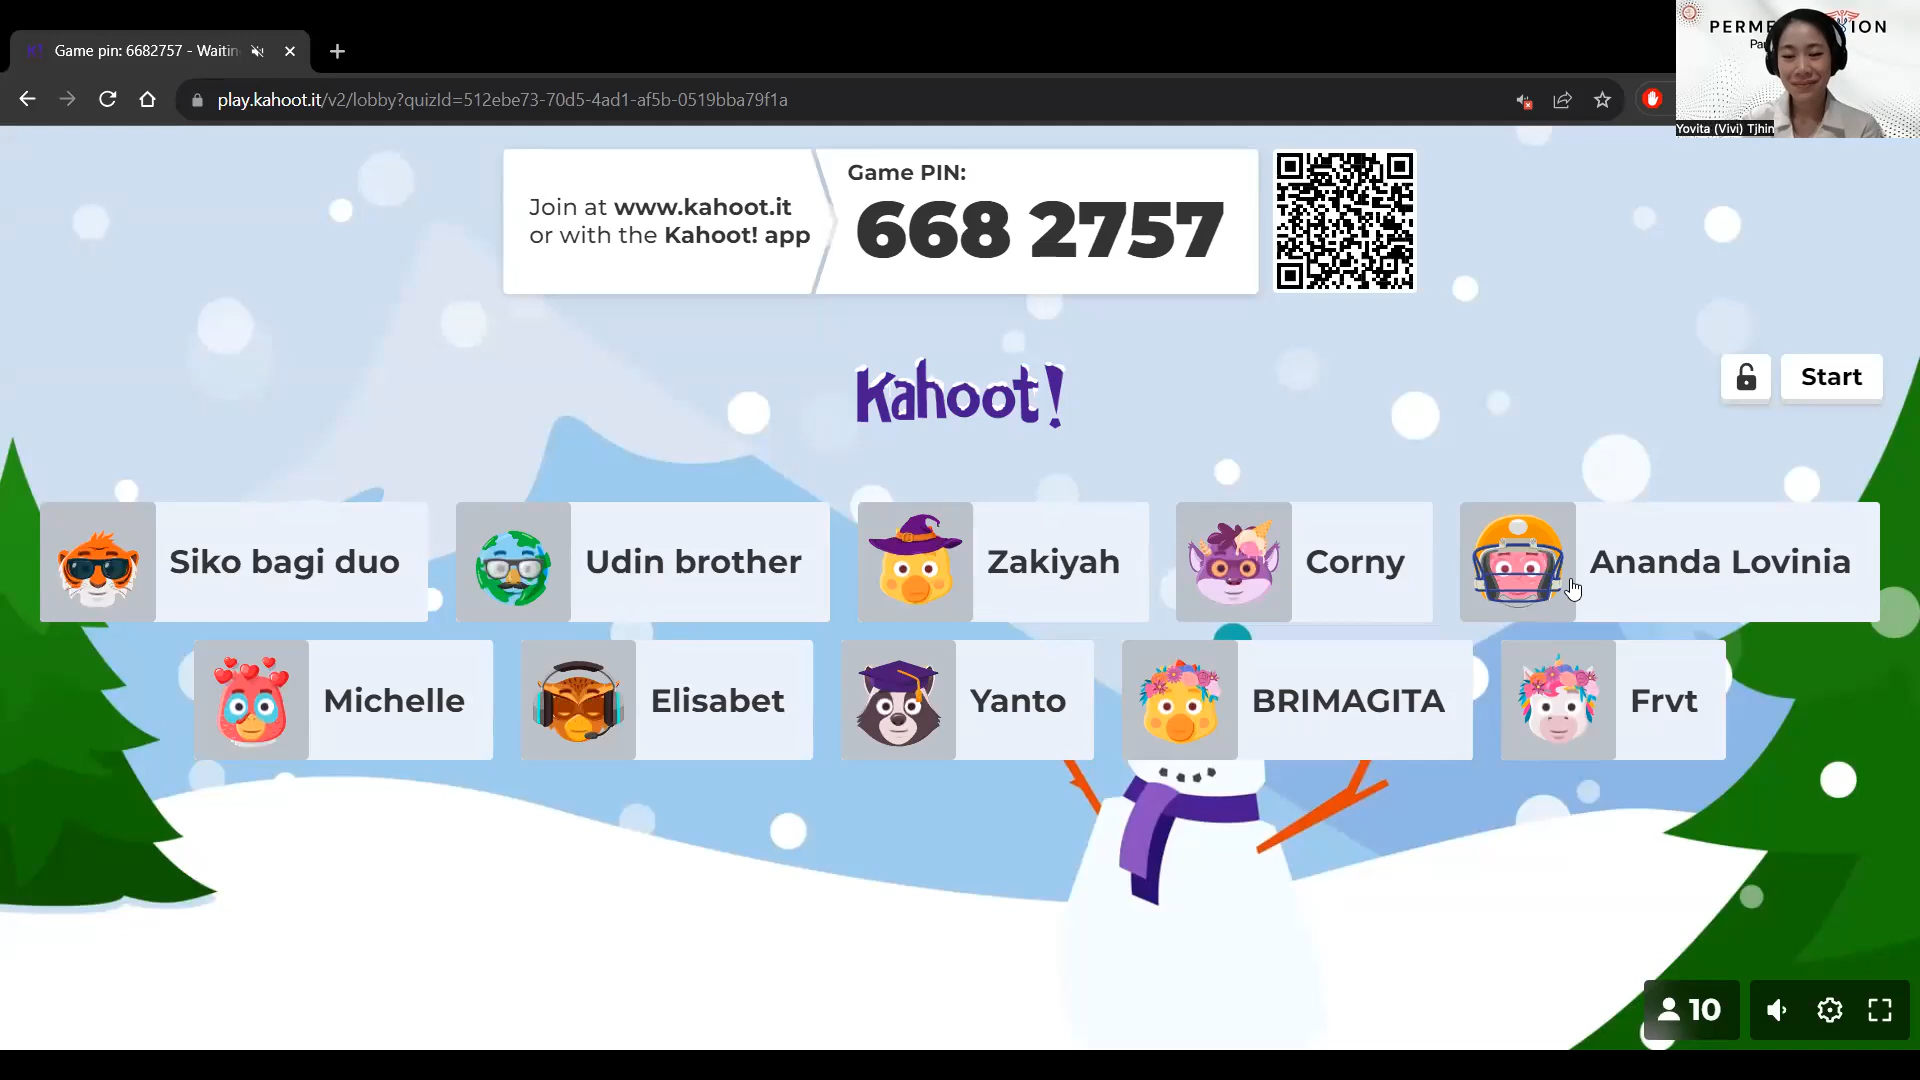 Game pin: 6682757 - Waitin
play.kahoot.it/v2/lobby?quizId=512ebe73-70d5-4ad1-af5b-0519bba79f1a
Yovita (Vivi) Tjhin
Join at www.kahoot.it
or with the Kahoot! app
Game PIN:
668 2757
Kahoot!
Start
Siko bagi duo
Udin brother
Zakiyah
Corny
Ananda Lovinia
Michelle
Elisabet
Yanto
BRIMAGITA
Frvt
10